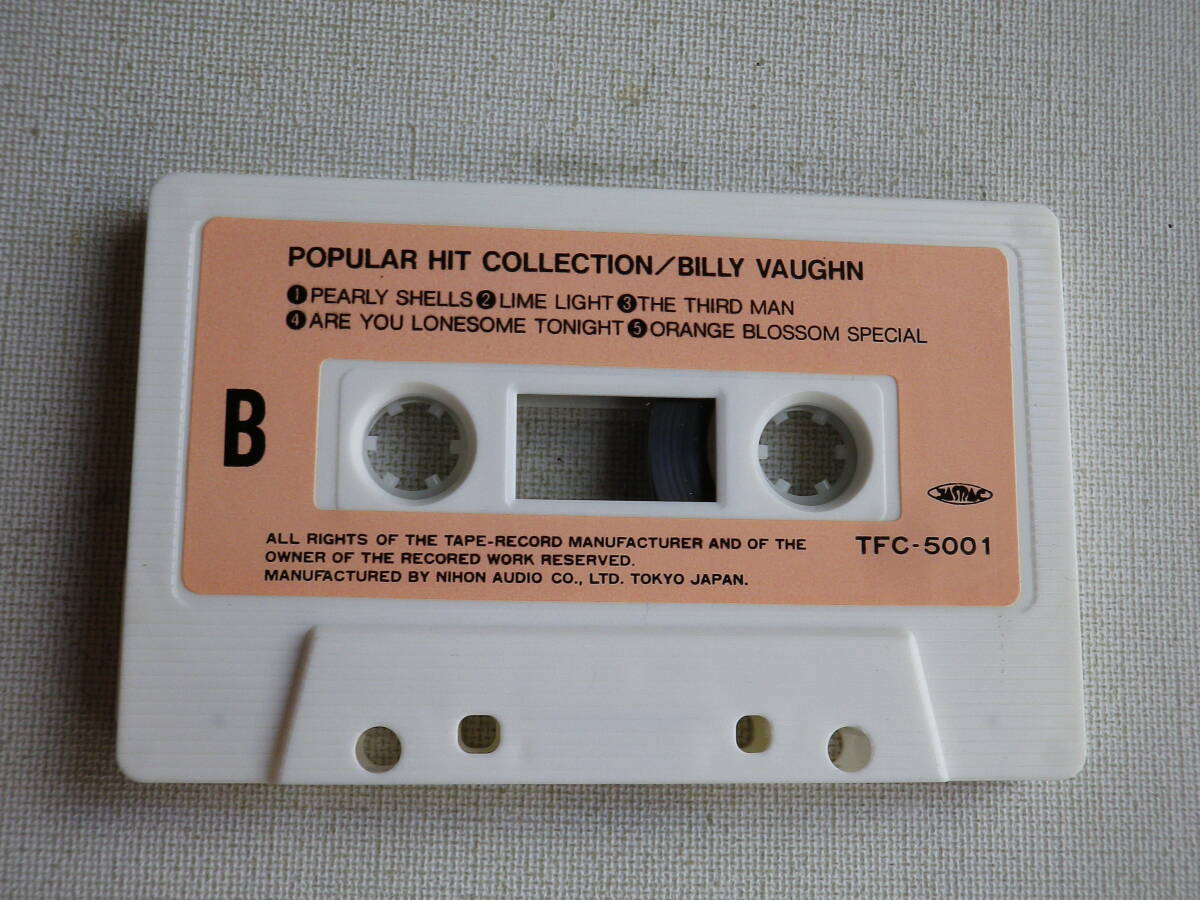 POPULAR HIT COLLECTION/BILLY VAUGHN
❶PEARLY SHELLS❷LIME LIGHT❸THE THIRD MAN
❹ARE YOU LONESOME TONIGHT❺ORANGE BLOSSOM SPECIAL
B
JASRAC
ALL RIGHTS OF THE TAPE-RECORD MANUFACTURER AND OF THE
OWNER OF THE RECORED WORK RESERVED.
MANUFACTURED BY NIHON AUDIO CO., LTD. TOKYO JAPAN.
TFC-5001